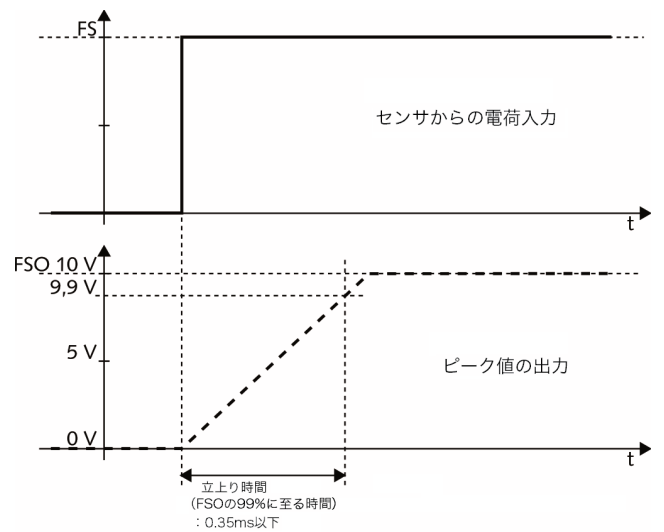 FS
センサからの電荷入力
t
FSO 10 V
9,9 V
5 V
ピーク値の出力
0 V
t
立上り時間
（FSOの99%に至る時間）
：0.35ms以下